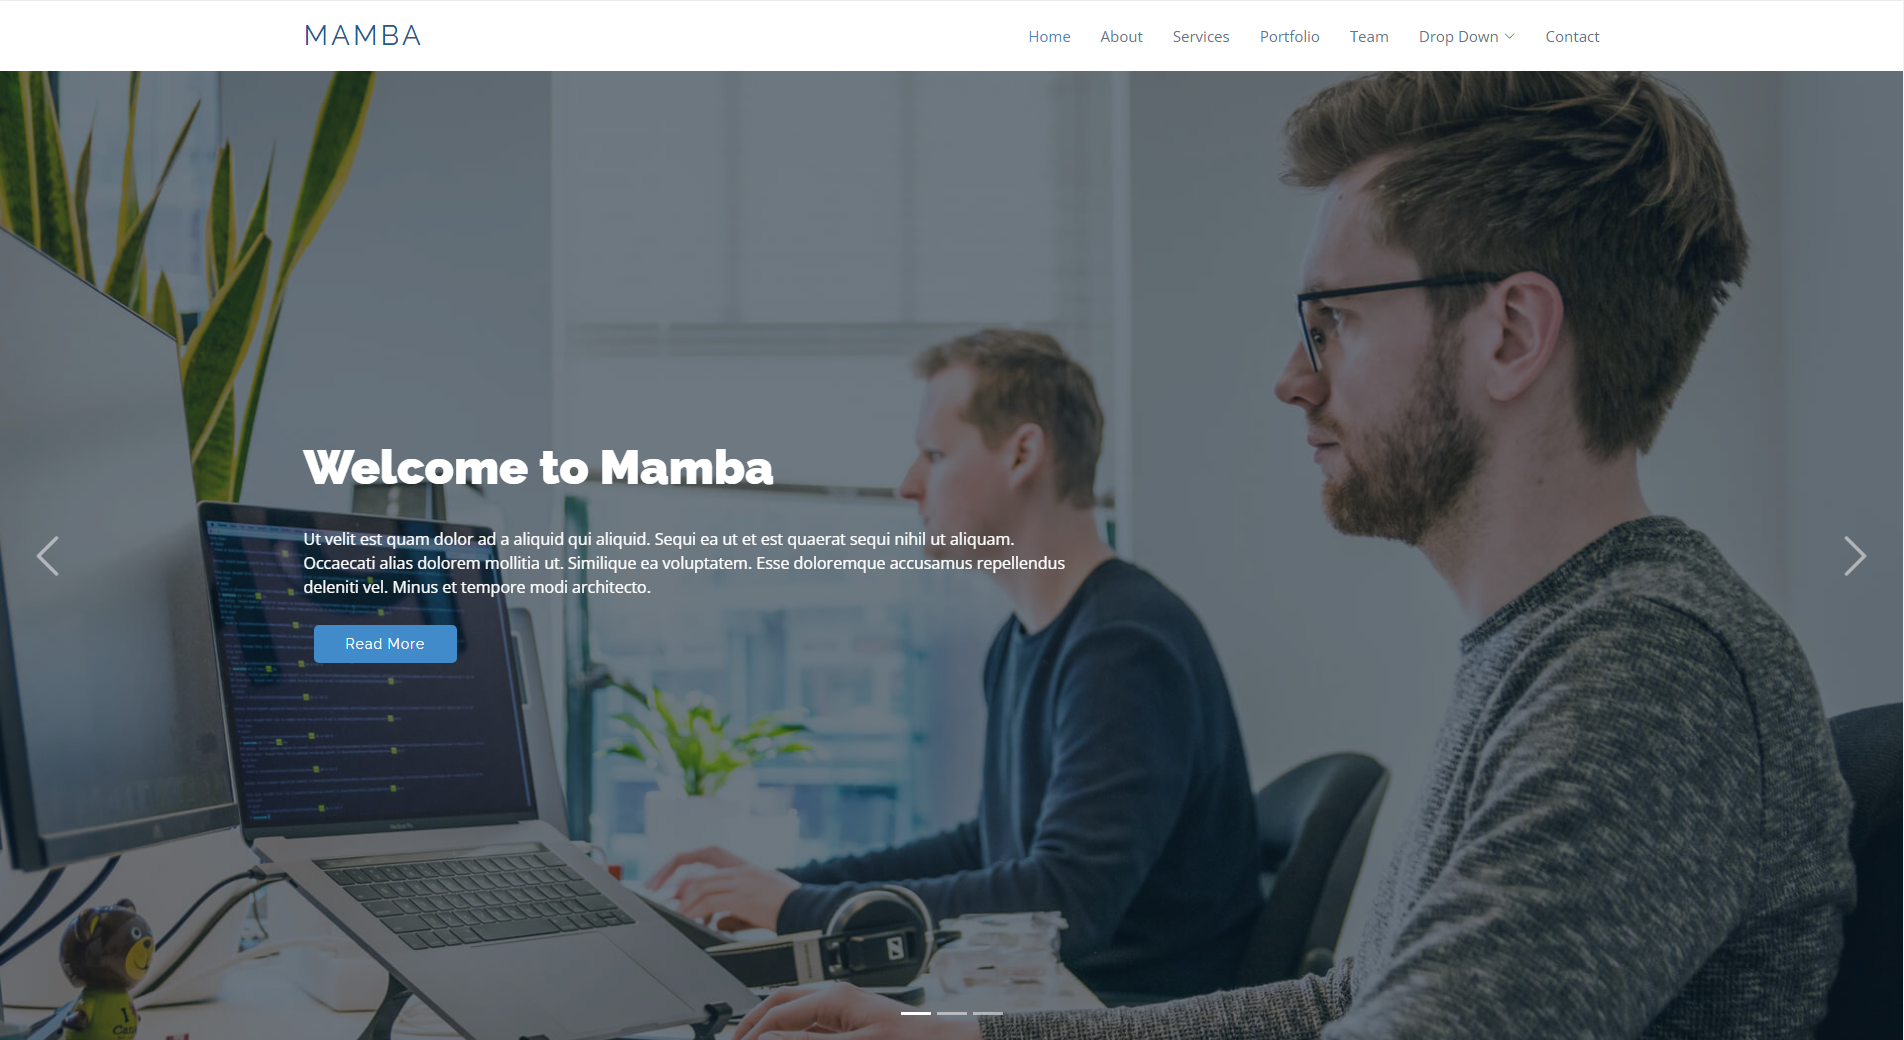 MAMBA
Home About Services Portfolio Team Drop Down Contact
Welcome to Mamba
Ut velit est quam dolor ad a aliquid qui aliquid. Sequi ea ut et est quaerat sequi nihil ut aliquam.
Occaecati alias dolorem mollitia ut. Similique ea voluptatem. Esse doloremque accusamus repellendus
deleniti vel. Minus et tempore modi architecto.
Read More